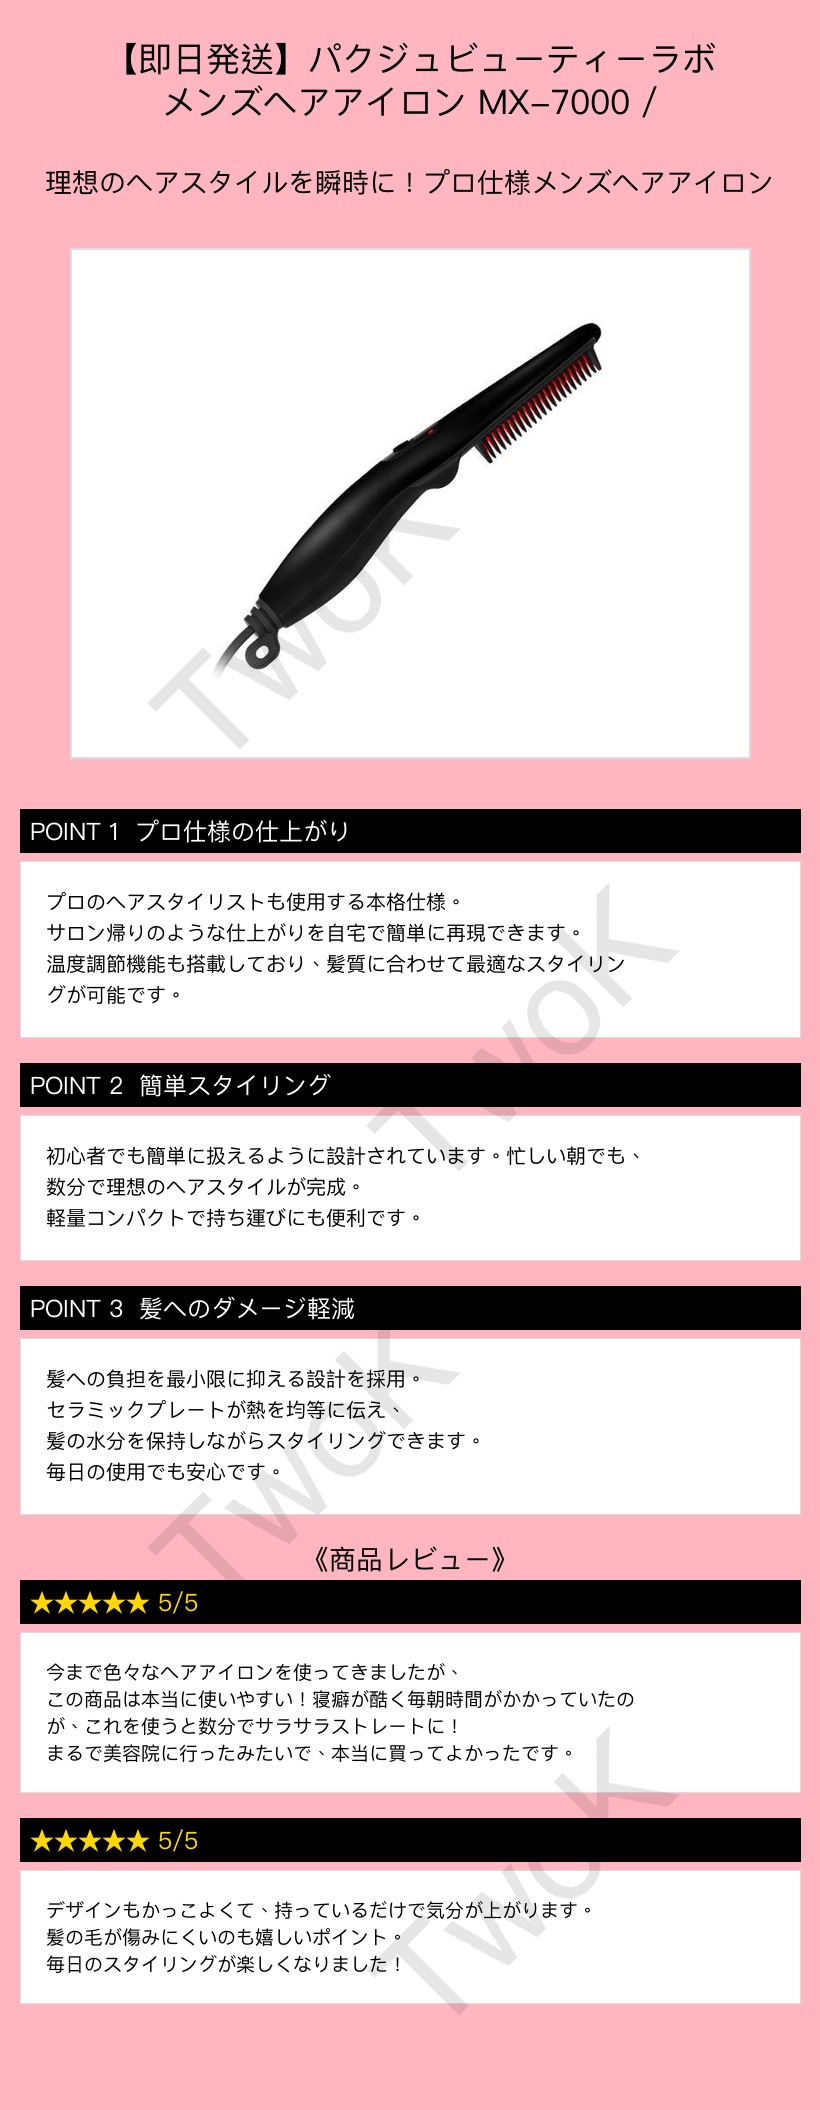 【即日発送】パクジュビューティーラボ
メンズヘアアイロン MX–7000 /
理想のヘアスタイルを瞬時に！プロ仕様メンズヘアアイロン
TwoK
POINT 1 プロ仕様の仕上がり
プロのヘアスタイリストも使用する本格仕様。
サロン帰りのような仕上がりを自宅で簡単に再現できます。
温度調節機能も搭載しており、髪質に合わせて最適なスタイリン
グが可能です。
TwoK
POINT 2 簡単スタイリング
初心者でも簡単に扱えるように設計されています。忙しい朝でも、
数分で理想のヘアスタイルが完成。
軽量コンパクトで持ち運びにも便利です。
POINT 3 髪へのダメージ軽減
髪への負担を最小限に抑える設計を採用。
セラミックプレートが熱を均等に伝え、
髪の水分を保持しながらスタイリングできます。
毎日の使用でも安心です。
TwoK
《商品レビュー》
★★★★★ 5/5
今まで色々なヘアアイロンを使ってきましたが、
この商品は本当に使いやすい！寝癖が酷く毎朝時間がかかっていたの
が、これを使うと数分でサラサラストレートに！
まるで美容院に行ったみたいで、本当に買ってよかったです。
★★★★★ 5/5
TwoK
デザインもかっこよくて、持っているだけで気分が上がります。
髪の毛が傷みにくいのも嬉しいポイント。
毎日のスタイリングが楽しくなりました！